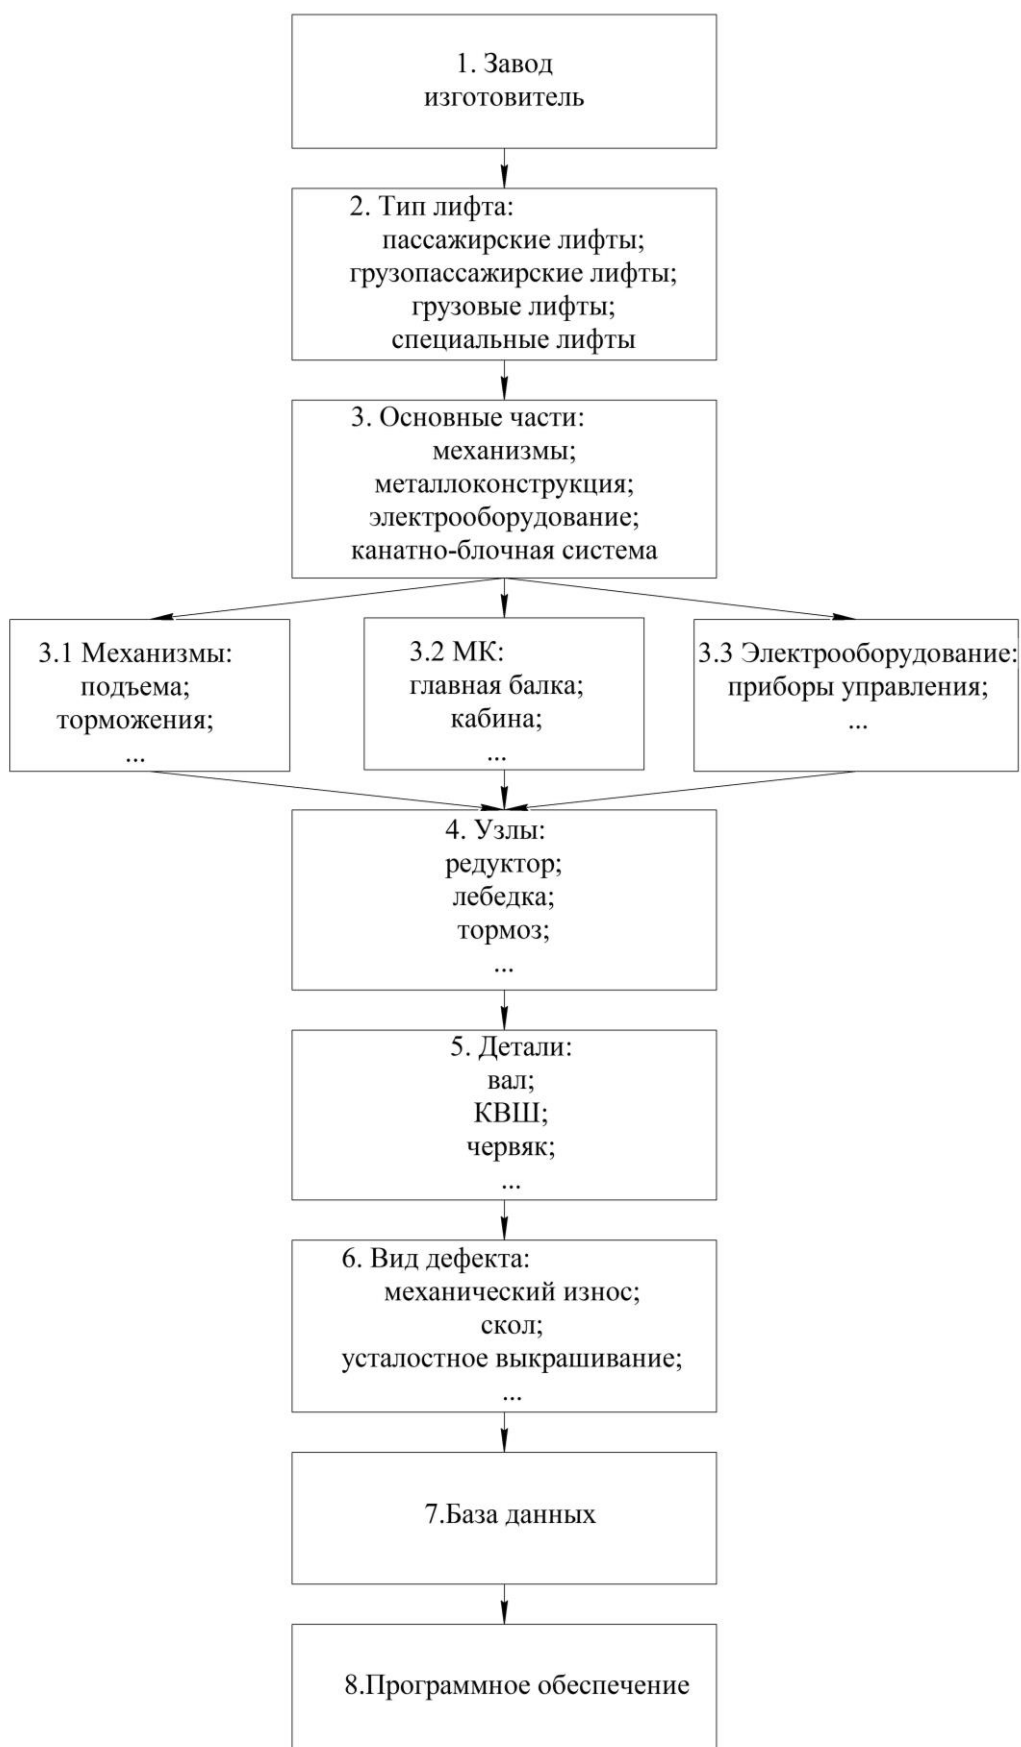 1. Завод
изготовитель
2. Тип лифта:
пассажирские лифты;
грузопассажирские лифты;
грузовые лифты;
специальные лифты
3. Основные части:
механизмы;
металлоконструкция;
электрооборудование;
канатно-блочная система
3.1 Механизмы:
подъема;
торможения;
...
3.2 МК:
главная балка;
кабина;
...
3.3 Электрооборудование:
приборы управления;
...
4. Узлы:
редуктор;
лебедка;
тормоз;
...
5. Детали:
вал;
КВШ;
червяк;
...
6. Вид дефекта:
механический износ;
скол;
усталостное выкрашивание;
...
7.База данных
8.Программное обеспечение